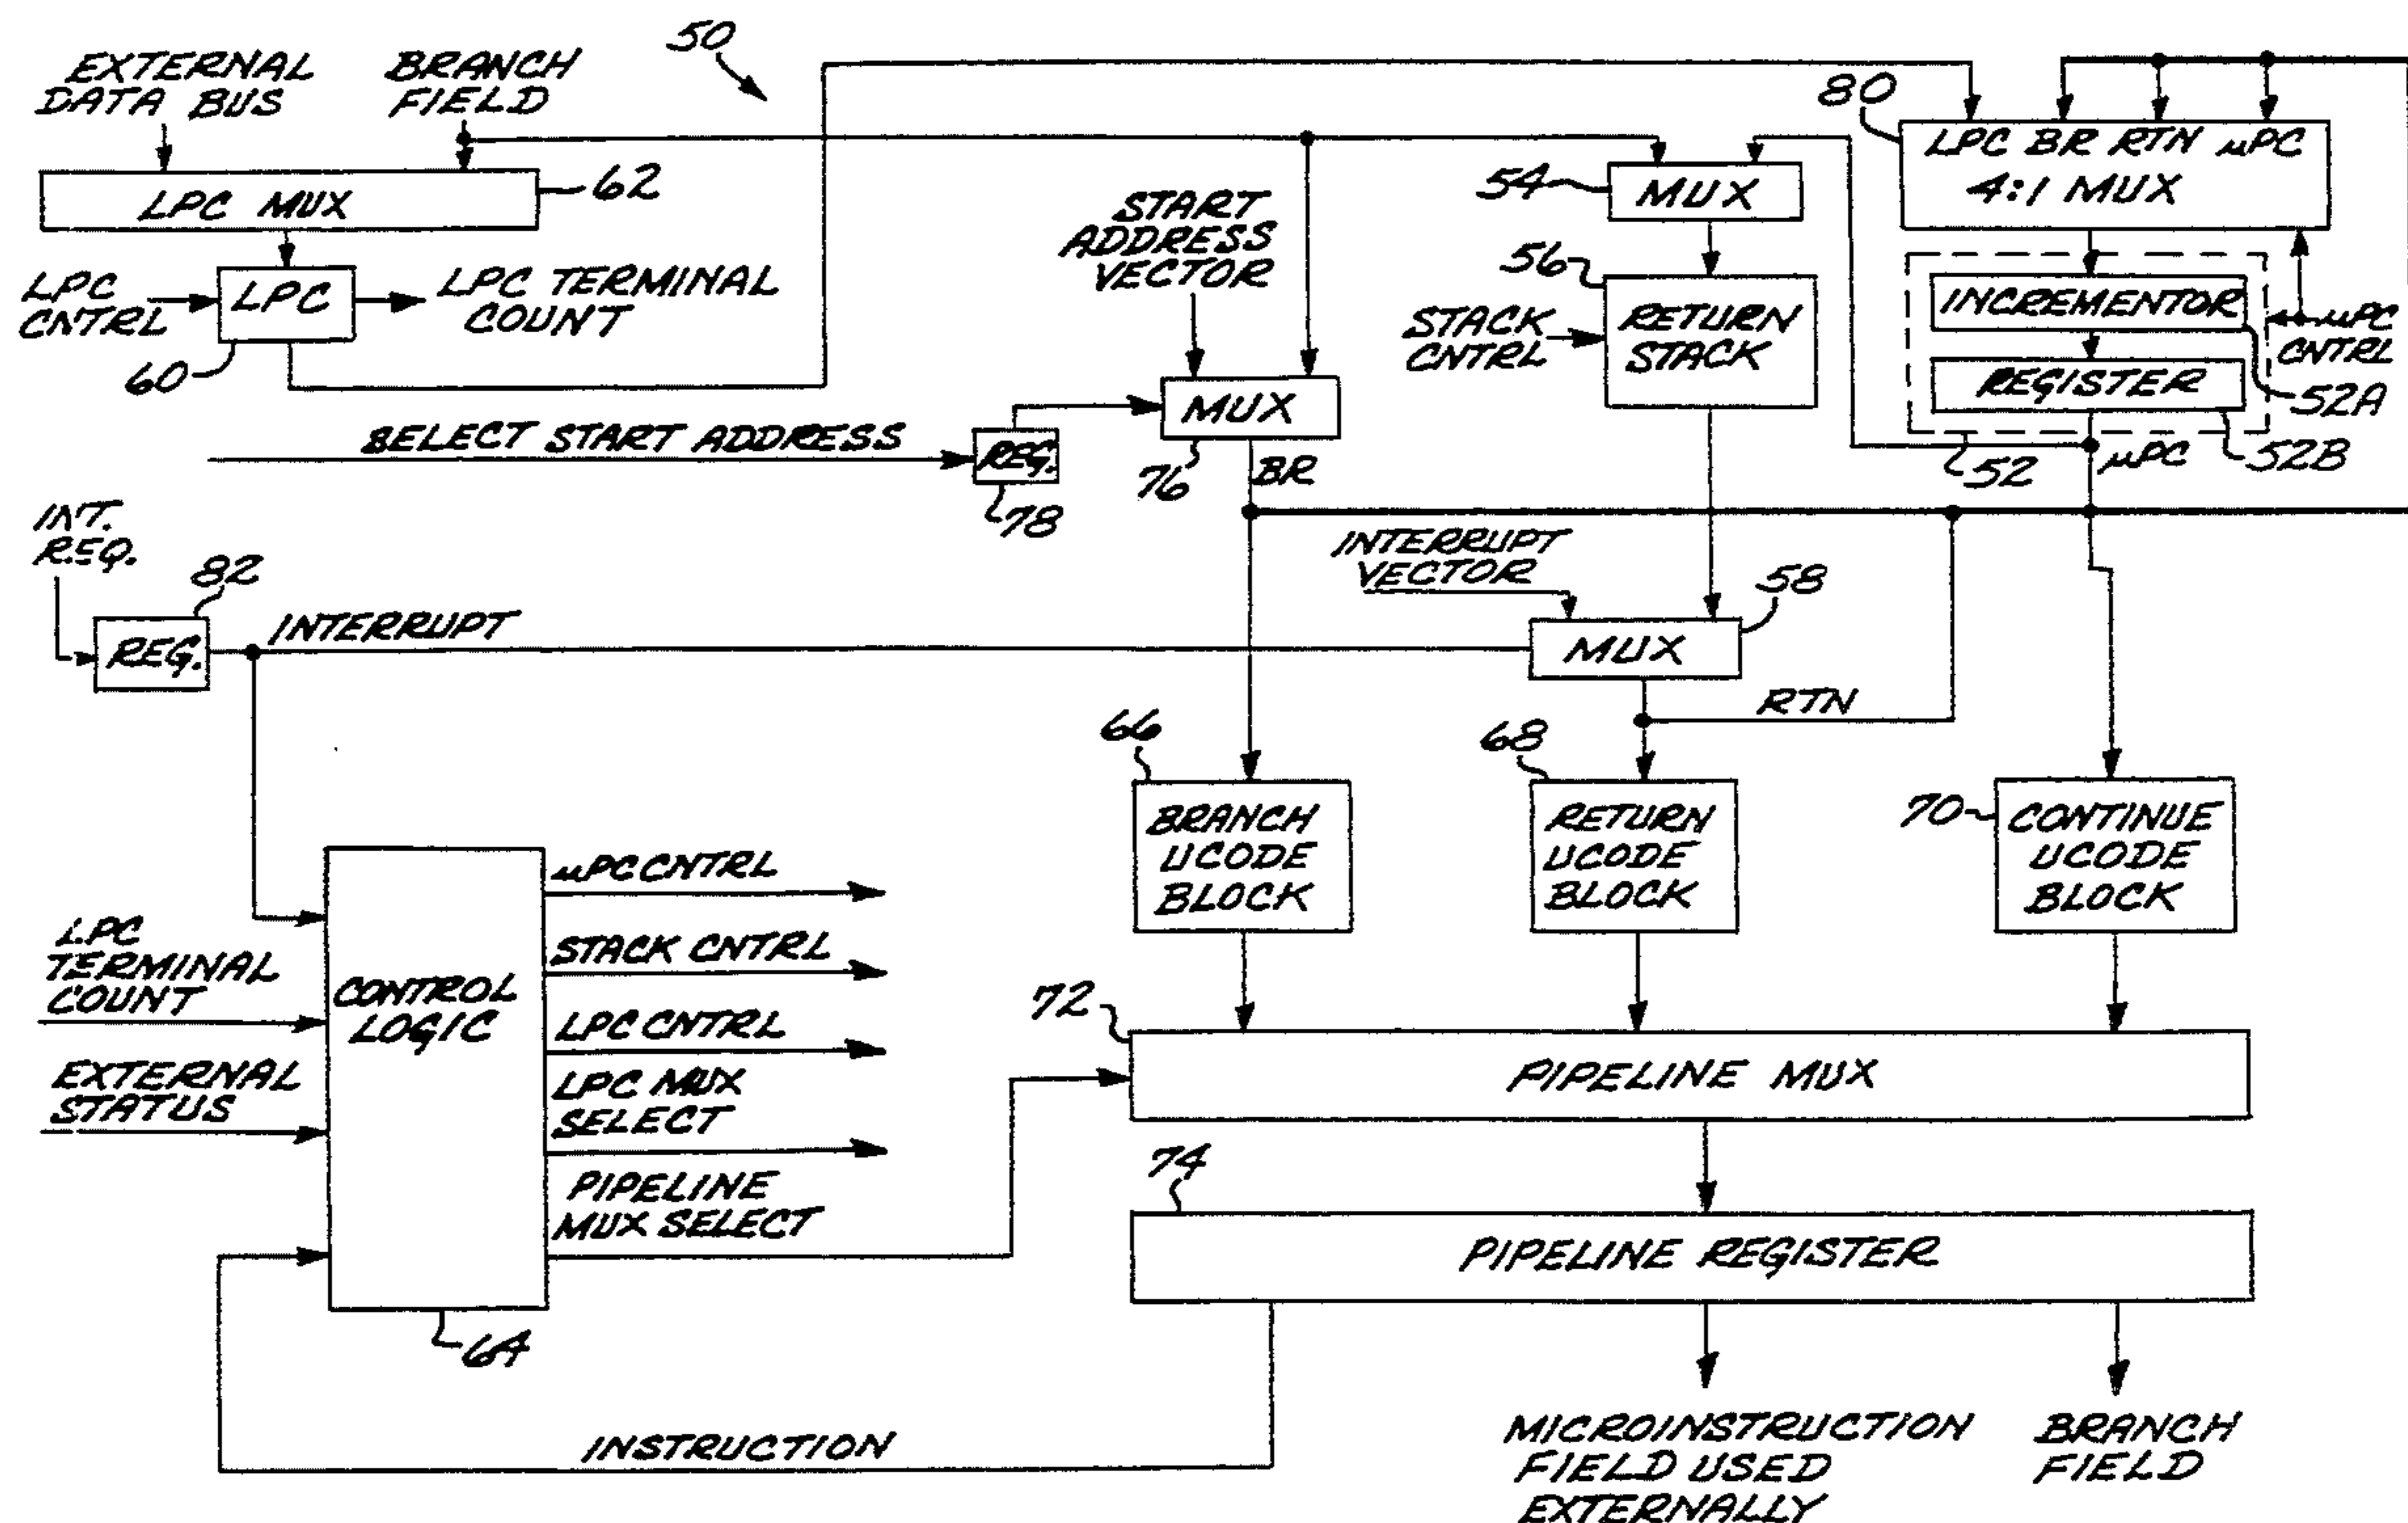 50
EXTERNAL
DATA BUS
BRANCH
FIELD
80
LPC BR RTN µPC
4:1 MUX
62
LPC MUX
54
MUX
START
ADDRESS
VECTOR
56
STACK
CNTRL
RETURN
STACK
INCREMENTOR
µPC
CNTRL
REGISTER
52A
52B
52
µPC
LPC
CNTRL
LPC
LPC TERMINAL
COUNT
60
MUX
SELECT START ADDRESS
REG.
78
76
BR
INT.
REQ.
82
REG.
INTERRUPT
INTERRUPT
VECTOR
58
MUX
RTN
66
BRANCH
UCODE
BLOCK
68
RETURN
UCODE
BLOCK
70
CONTINUE
UCODE
BLOCK
LPC
TERMINAL
COUNT
EXTERNAL
STATUS
CONTROL
LOGIC
64
µPC CNTRL
STACK CNTRL
LPC CNTRL
LPC MUX
SELECT
PIPELINE
MUX SELECT
72
PIPELINE MUX
74
PIPELINE REGISTER
INSTRUCTION
MICROINSTRUCTION
FIELD USED
EXTERNALLY
BRANCH
FIELD